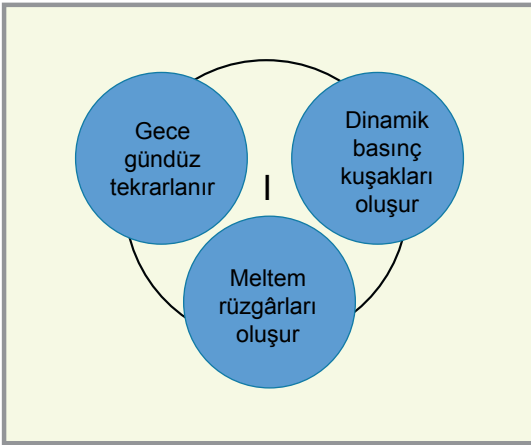 Gece
gündüz
tekrarlanır
Dinamik
basınç
kuşakları
oluşur
I
Meltem
rüzgârları
oluşur